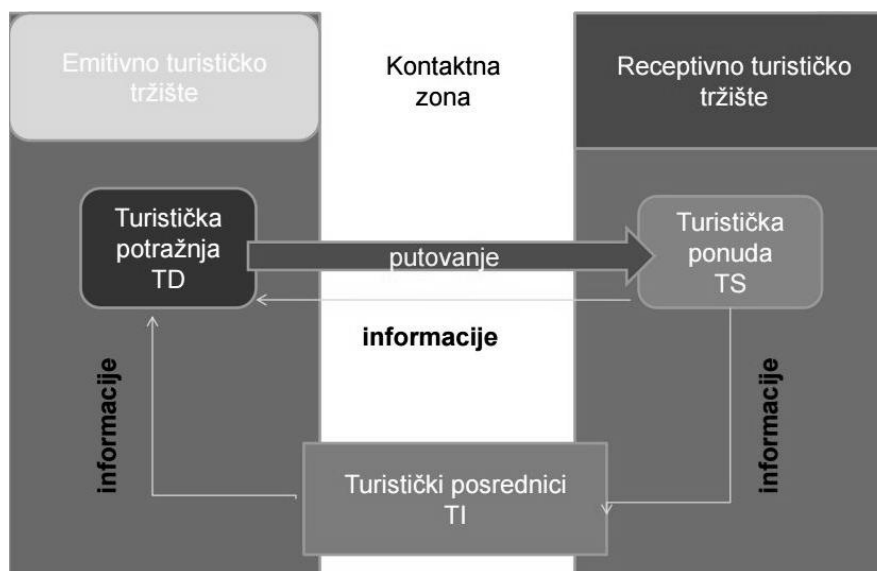 Emitivno turističko
tržište
Kontaktna
zona
Receptivno turističko
tržište
Turistička
potražnja
TD
putovanje
Turistička
ponuda
TS
informacije
informacije
informacije
Turistički posrednici
TI